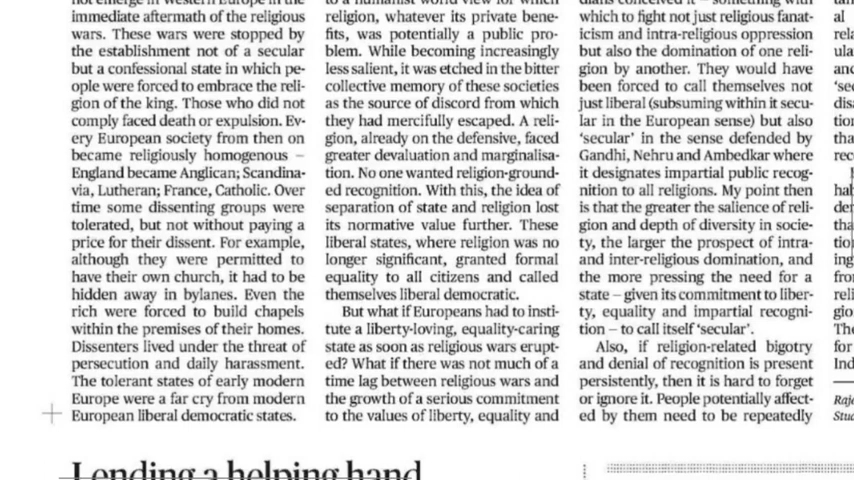 immediate aftermath of the religious
wars. These wars were stopped by
the establishment not of a secular
but a confessional state in which pe-
ople were forced to embrace the reli-
gion of the king. Those who did not
comply faced death or expulsion. Ev-
ery European society from then on
became religiously homogenous –
England became Anglican; Scandina-
via, Lutheran; France, Catholic. Over
time some dissenting groups were
tolerated, but not without paying a
price for their dissent. For example,
although they were permitted to
have their own church, it had to be
hidden away in bylanes. Even the
rich were forced to build chapels
within the premises of their homes.
Dissenters lived under the threat of
persecution and daily harassment.
The tolerant states of early modern
Europe were a far cry from modern
European liberal democratic states.
to a humanist world view for which
religion, whatever its private bene-
fits, was potentially a public pro-
blem. While becoming increasingly
less salient, it was etched in the bitter
collective memory of these societies
as the source of discord from which
they had mercifully escaped. A reli-
gion, already on the defensive, faced
greater devaluation and marginalisa-
tion. No one wanted religion-ground-
ed recognition. With this, the idea of
separation of state and religion lost
its normative value further. These
liberal states, where religion was no
longer significant, granted formal
equality to all citizens and called
themselves liberal democratic.
But what if Europeans had to insti-
tute a liberty-loving, equality-caring
state as soon as religious wars erupt-
ed? What if there was not much of a
time lag between religious wars and
the growth of a serious commitment
to the values of liberty, equality and
which to fight not just religious fanat-
icism and intra-religious oppression
but also the domination of one reli-
gion by another. They would have
been forced to call themselves not
just liberal (subsuming within it secu-
lar in the European sense) but also
‘secular’ in the sense defended by
Gandhi, Nehru and Ambedkar where
it designates impartial public recog-
nition to all religions. My point then
is that the greater the salience of reli-
gion and depth of diversity in socie-
ty, the larger the prospect of intra-
and inter-religious domination, and
the more pressing the need for a
state – given its commitment to liber-
ty, equality and impartial recogni-
tion – to call itself ‘secular’.
Also, if religion-related bigotry
and denial of recognition is present
persistently, then it is hard to forget
or ignore it. People potentially affect-
ed by them need to be repeatedly
Lending a helping hand